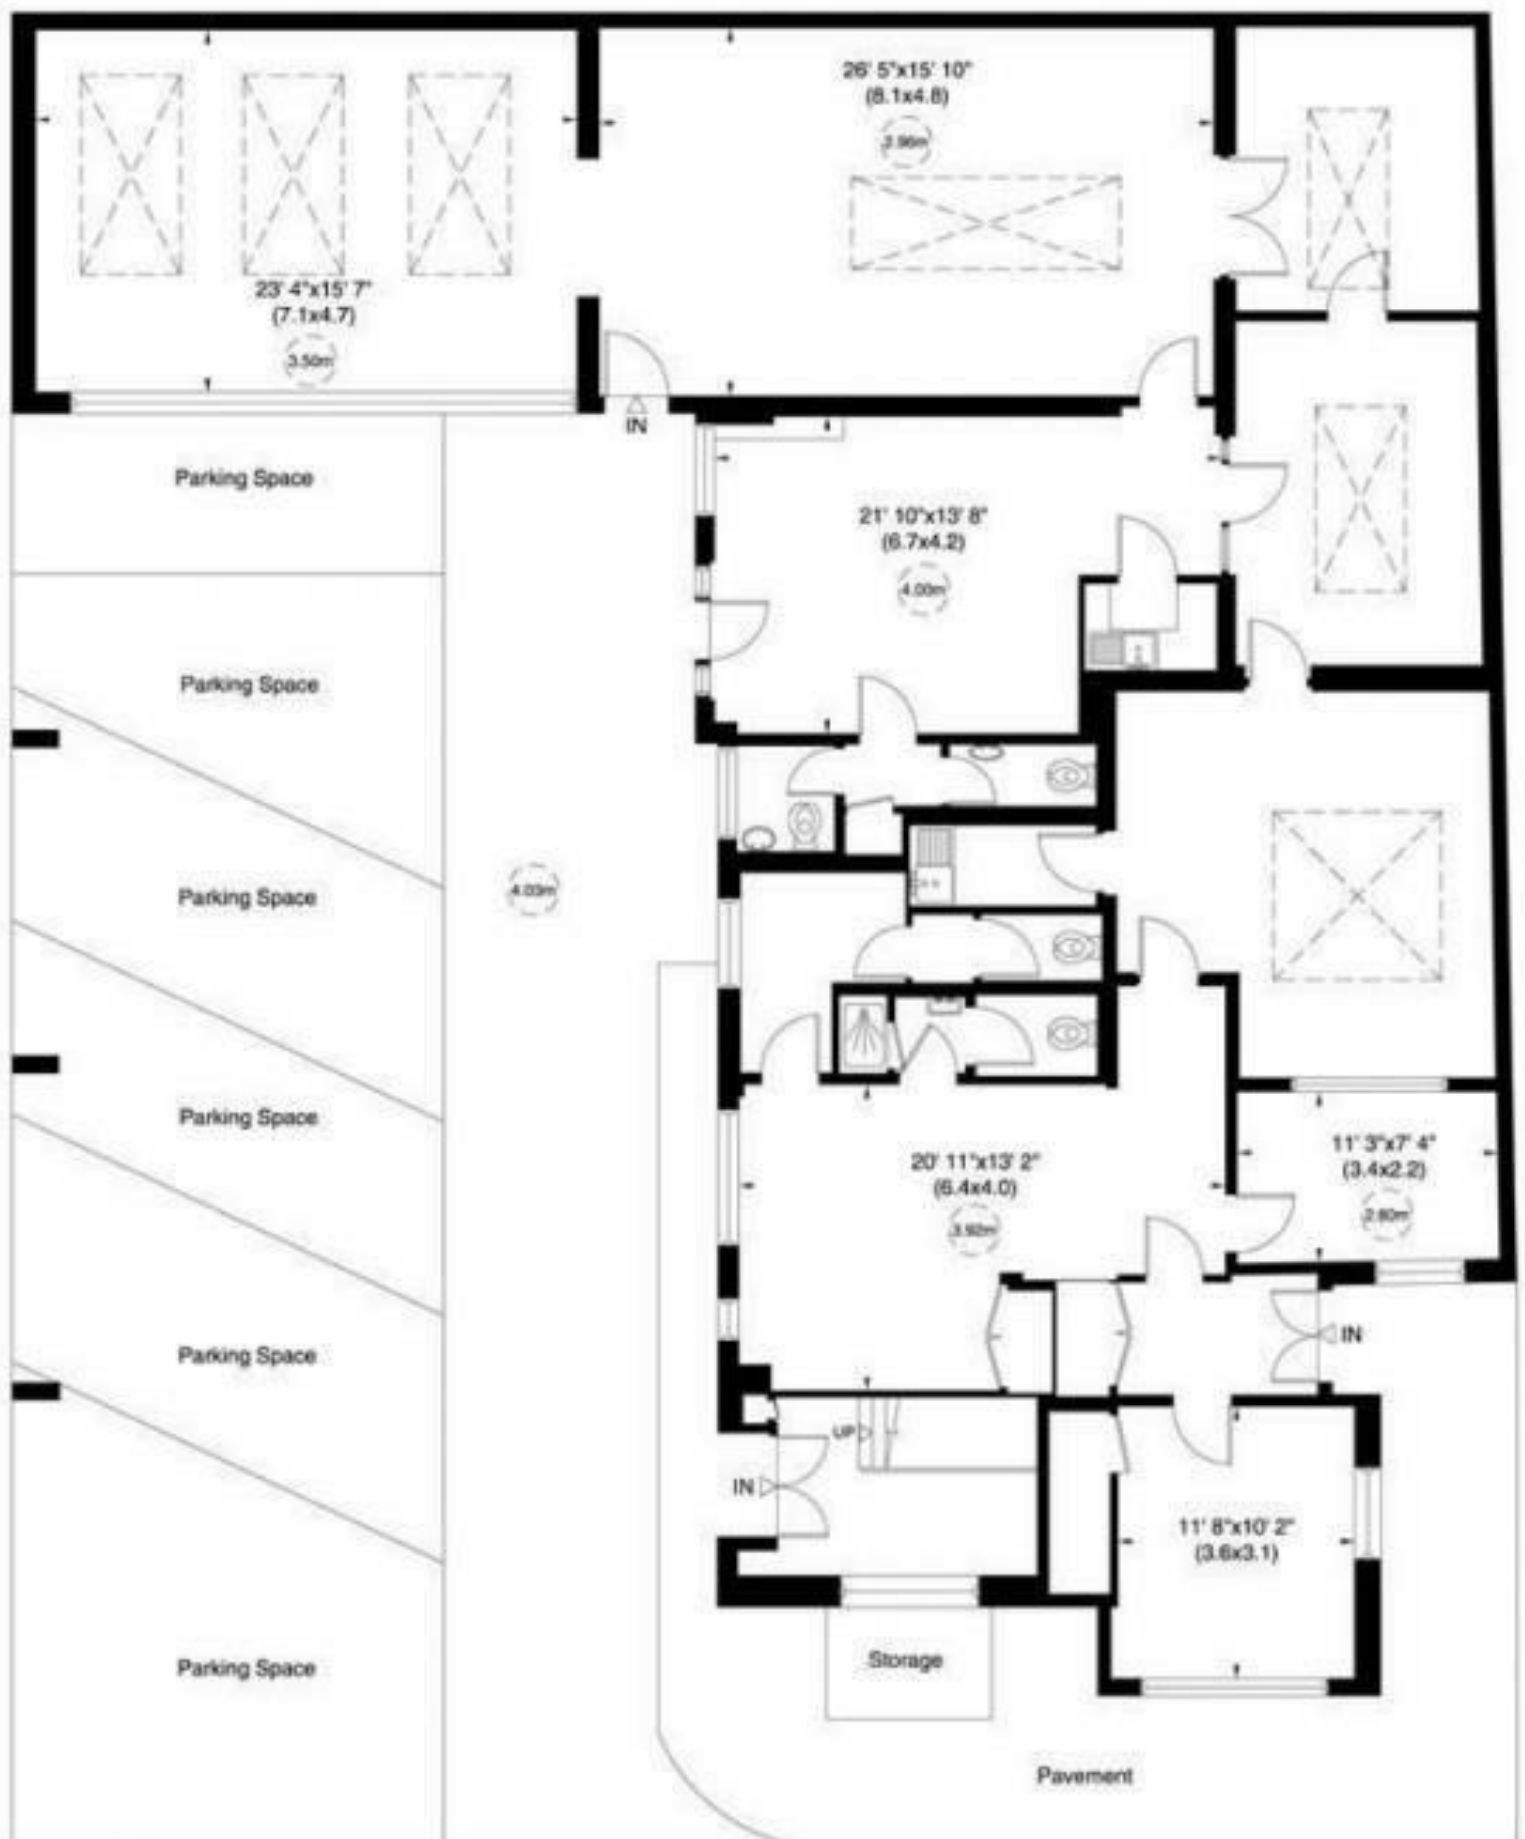 26' 5"x15' 10"
(8.1x4.8)
3.96m
23' 4"x15' 7"
(7.1x4.7)
3.50m
IN
Parking Space
21' 10"x13' 8"
(6.7x4.2)
4.00m
Parking Space
Parking Space
4.03m
Parking Space
20' 11"x13' 2"
(6.4x4.0)
3.92m
11' 3"x7' 4"
(3.4x2.2)
2.60m
Parking Space
IN
UP
IN
11' 8"x10' 2"
(3.6x3.1)
Parking Space
Storage
Pavement